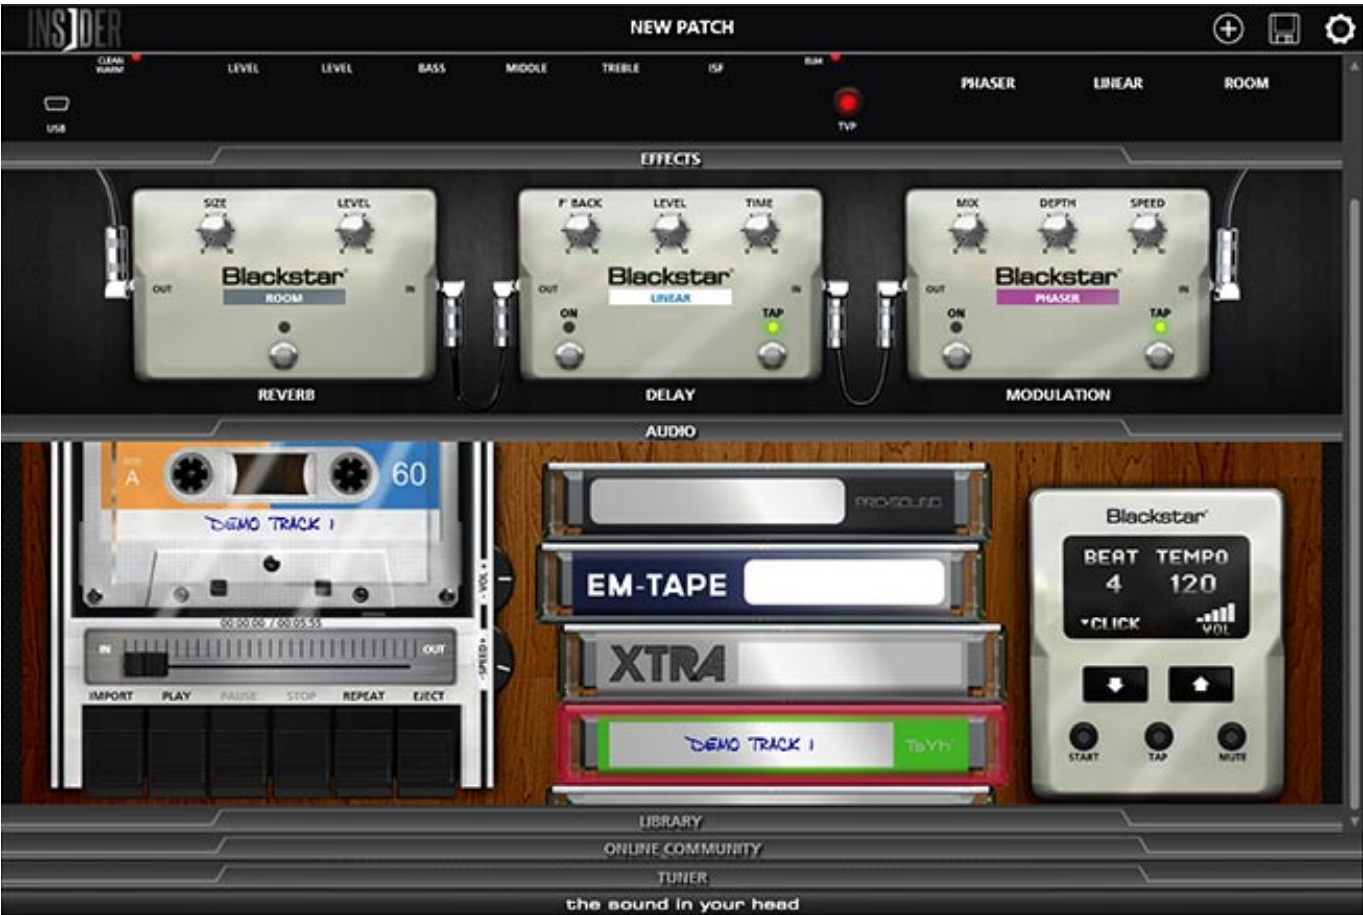 INSIDER
NEW PATCH
CLEAN
WARM
LEVEL LEVEL BASS MIDDLE TREBLE ISF
PHASER LINEAR ROOM
USB
TVP
EFFECTS
SIZE LEVEL
Blackstar
ROOM
OUT IN
REVERB
F' BACK LEVEL TIME
Blackstar
LINEAR
OUT IN
ON TAP
DELAY
MIX DEPTH SPEED
Blackstar
PHASER
OUT IN
ON TAP
MODULATION
AUDIO
A
60
DEMO TRACK 1
- VOL +
00:00:00 / 00:05:55
IN OUT
-SPEED+
IMPORT PLAY PAUSE STOP REPEAT EJECT
PRO-SOUND
EM-TAPE
XTRA
DEMO TRACK 1
Blackstar
BEAT TEMPO
4 120
CLICK VOL
START TAP MUTE
LIBRARY
ONLINE COMMUNITY
TUNER
the sound in your head